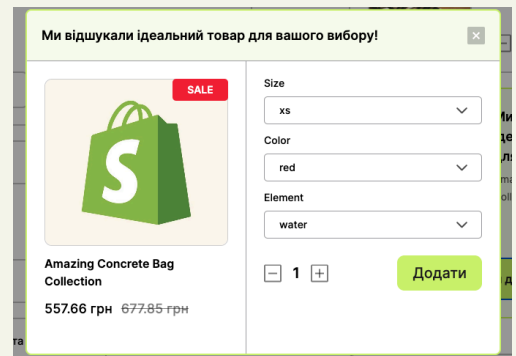 Ми відшукали ідеальний товар для вашого вибору!
SALE
S
Amazing Concrete Bag
Collection
557.66 грн 677.85 грн
Size
xs
Color
red
Element
water
1
Додати